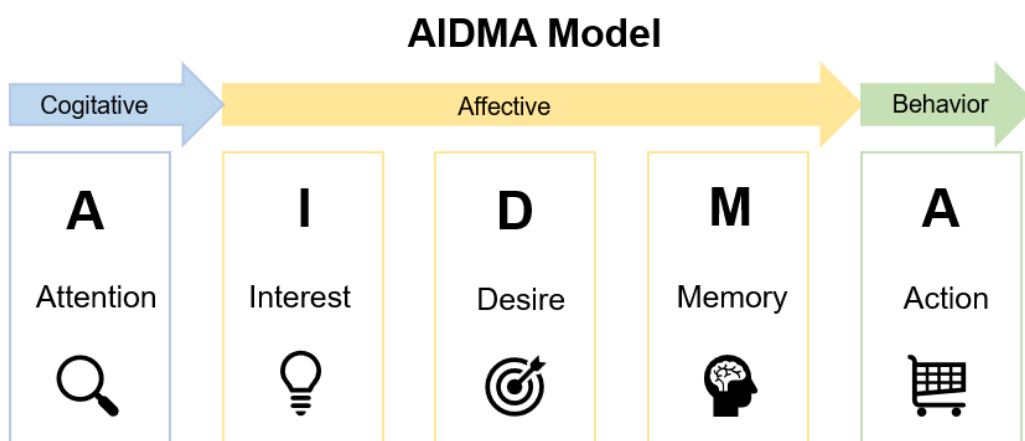 AIDMA Model
Cogitative
Affective
Behavior
A
I
D
M
A
Attention
Interest
Desire
Memory
Action